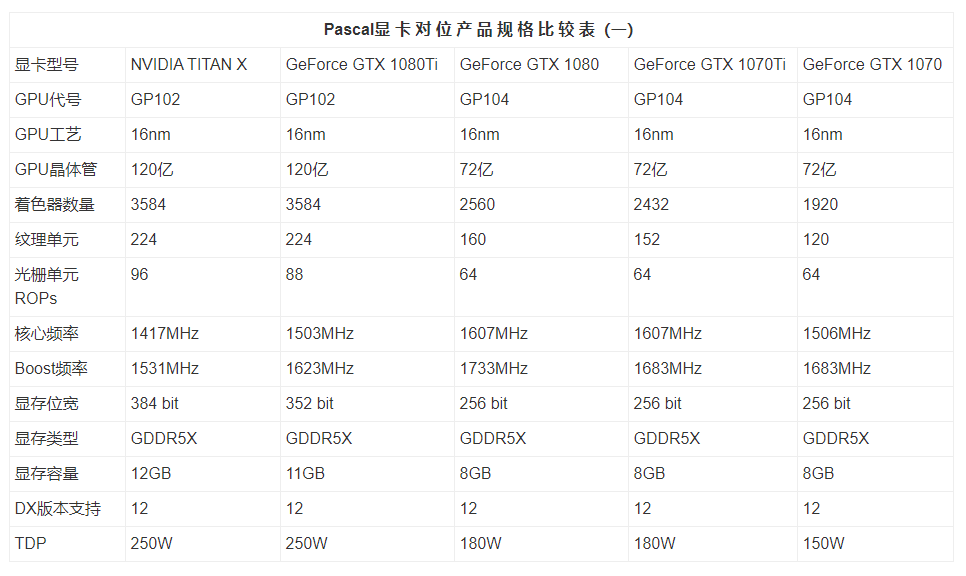 Pascal显卡对位产品规格比较表 (一)
显卡型号 NVIDIA TITAN X GeForce GTX 1080Ti GeForce GTX 1080 GeForce GTX 1070Ti GeForce GTX 1070
GPU代号 GP102 GP102 GP104 GP104 GP104
GPU工艺 16nm 16nm 16nm 16nm 16nm
GPU晶体管 120亿 120亿 72亿 72亿 72亿
着色器数量 3584 3584 2560 2432 1920
纹理单元 224 224 160 152 120
光栅单元 96 88 64 64 64
ROPs
核心频率 1417MHz 1503MHz 1607MHz 1607MHz 1506MHz
Boost频率 1531MHz 1623MHz 1733MHz 1683MHz 1683MHz
显存位宽 384 bit 352 bit 256 bit 256 bit 256 bit
显存类型 GDDR5X GDDR5X GDDR5X GDDR5X GDDR5X
显存容量 12GB 11GB 8GB 8GB 8GB
DX版本支持 12 12 12 12 12
TDP 250W 250W 180W 180W 150W